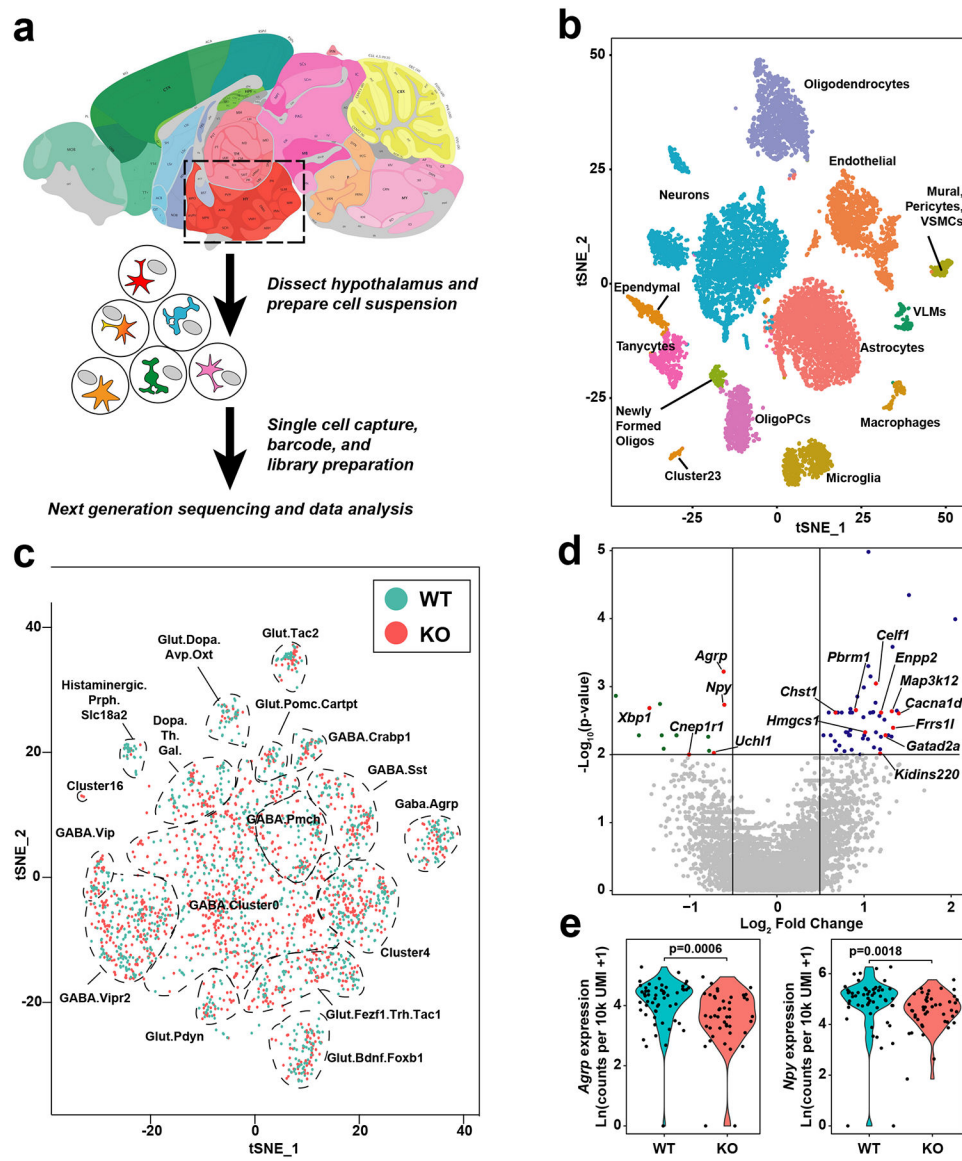 a
Dissect hypothalamus and
prepare cell suspension
Single cell capture,
barcode, and
library preparation
Next generation sequencing and data analysis
b
50
25
0
-25
tSNE_2
-25
0
25
50
tSNE_1
Oligodendrocytes
Endothelial
Neurons
Mural,
Pericytes,
VSMCs
Ependymal
VLMs
Tanycytes
Astrocytes
Newly
Formed
Oligos
OligoPCs
Macrophages
Cluster23
Microglia
c
WT
KO
40
20
0
-20
tSNE_2
-20
0
20
40
tSNE_1
Glut.Dopa.
Avp.Oxt
Glut.Tac2
Histaminergic.
Prph.
Slc18a2
Dopa.
Th.
Gal.
Glut.Pomc.Cartpt
GABA.Crabp1
GABA.Sst
Cluster16
GABA.Vip
GABA.Pmch
Gaba.Agrp
GABA.Cluster0
Cluster4
GABA.Vipr2
Glut.Pdyn
Glut.Fezf1.Trh.Tac1
Glut.Bdnf.Foxb1
d
5
4
3
2
1
0
-Log10(p-value)
-1
0
1
2
Log2 Fold Change
Agrp
Npy
Xbp1
Cnep1r1
Uchl1
Pbrm1
Celf1
Enpp2
Map3k12
Chst1
Cacna1d
Hmgcs1
Frrs1l
Gatad2a
Kidins220
e
p=0.0006
4
2
0
Agrp expression
Ln(counts per 10k UMI +1)
WT
KO
p=0.0018
6
4
2
0
Npy expression
Ln(counts per 10k UMI +1)
WT
KO